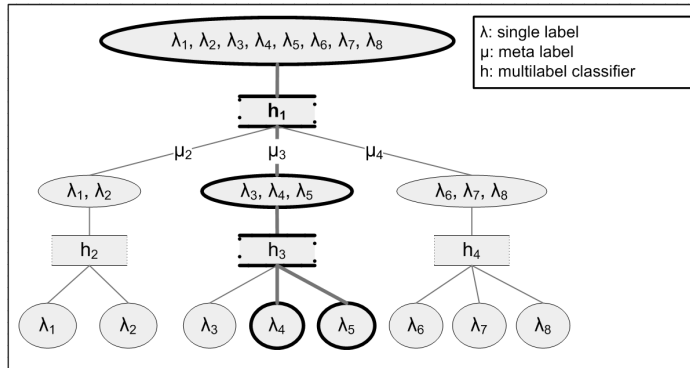 λ1, λ2, λ3, λ4, λ5, λ6, λ7, λ8
λ: single label
μ: meta label
h: multilabel classifier
h1
μ2 μ3 μ4
λ1, λ2 λ3, λ4, λ5 λ6, λ7, λ8
h2 h3 h4
λ1 λ2 λ3 λ4 λ5 λ6 λ7 λ8